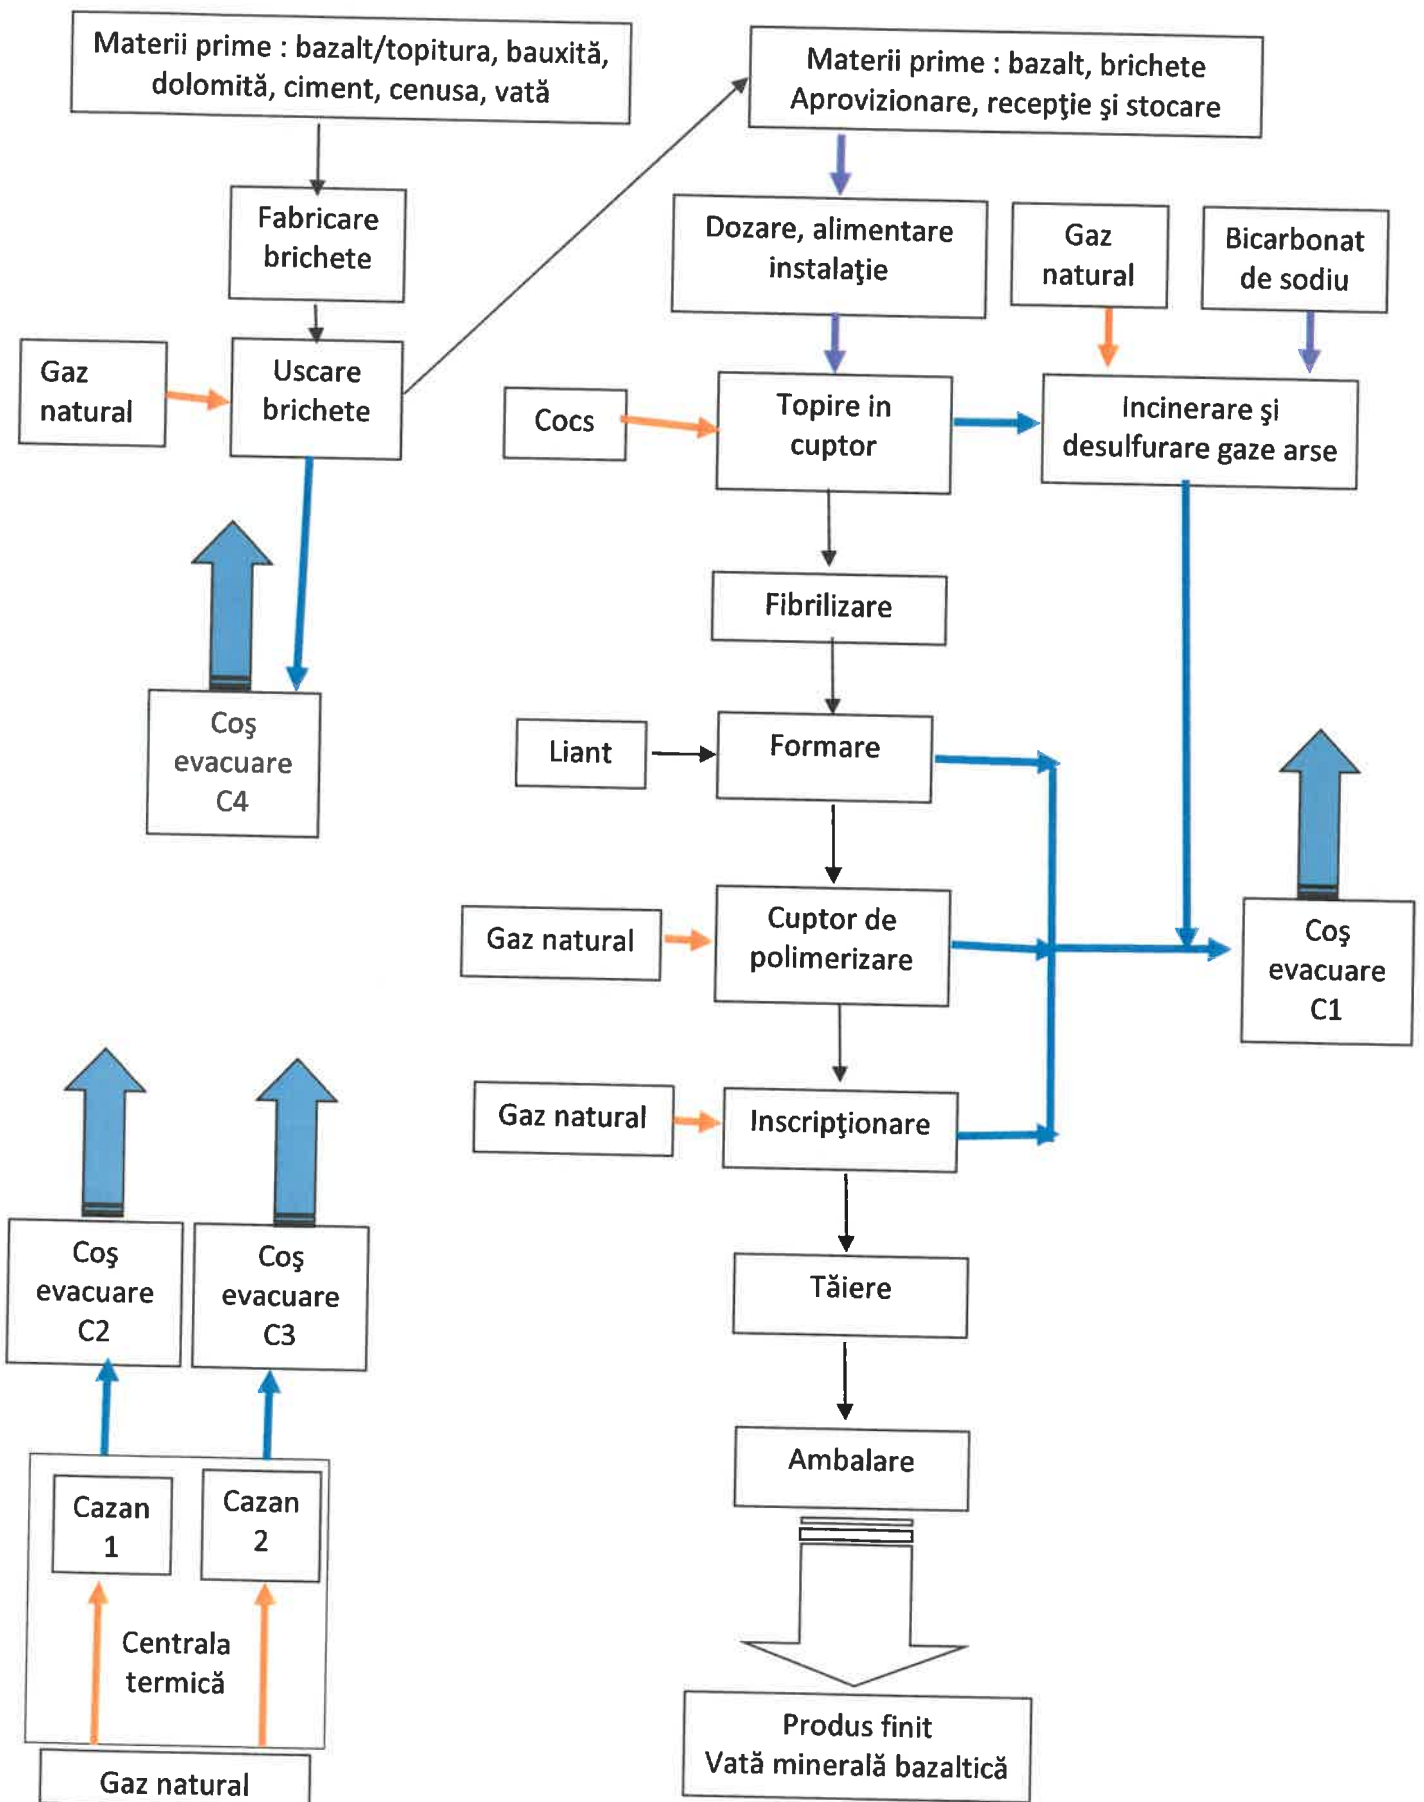 Materii prime : bazalt/topitura, bauxită,
dolomită, ciment, cenusa, vată
Materii prime : bazalt, brichete
Aprovizionare, recepţie şi stocare
Fabricare
brichete
Dozare, alimentare
instalaţie
Gaz
natural
Bicarbonat
de sodiu
Gaz
natural
Uscare
brichete
Cocs
Topire in
cuptor
Incinerare şi
desulfurare gaze arse
Fibrilizare
Coş
evacuare
C4
Liant
Formare
Gaz natural
Cuptor de
polimerizare
Coş
evacuare
C1
Gaz natural
Inscripţionare
Coş
evacuare
C2
Coş
evacuare
C3
Tăiere
Ambalare
Cazan
1
Cazan
2
Centrala
termică
Gaz natural
Produs finit
Vată minerală bazaltică